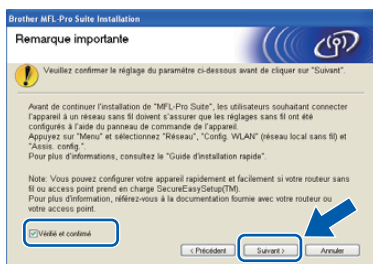 Brother MFL-Pro Suite Installation
Remarque importante
Veuillez confirmer le réglage du paramètre ci-dessous avant de cliquer sur "Suivant".
Avant de continuer l'installation de "MFL-Pro Suite", les utilisateurs souhaitant connecter
l'appareil à un réseau sans fil doivent s'assurer que les réglages sans fil ont été
configurés à l'aide du panneau de commande de l'appareil.
Appuyez sur "Menu" et sélectionnez "Réseau", "Config. WLAN" (réseau local sans fil) et
"Assis. config.".
Pour plus d'informations, consultez le "Guide d'installation rapide".
Note: Vous pouvez configurer votre appareil rapidement et facilement si votre routeur sans
fil ou access point prend en charge SecureEasySetup(TM).
Pour plus d'information, référez-vous à la documentation fournie avec votre routeur ou
votre access point.
Vérifié et confirmé
< Précédent
Suivant >
Annuler